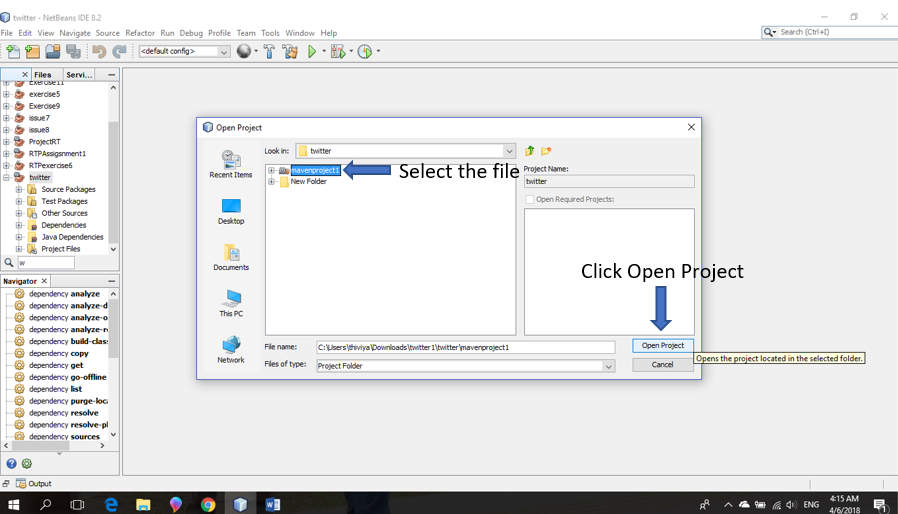 twitter - NetBeans IDE 8.2
File Edit View Navigate Source Refactor Run Debug Profile Team Tools Window Help
Search (Ctrl+I)
<default config>
Files Servi...
Exercise11
exercise5
Exercise9
issue7
issue8
ProjectRT
RTPAssignment1
RTPexercise6
twitter
Source Packages
Test Packages
Other Sources
Dependencies
Java Dependencies
Project Files
w
Navigator
dependency analyze
dependency analyze-d
dependency analyze-o
dependency analyze-re
dependency build-class
dependency copy
dependency get
dependency go-offline
dependency list
dependency purge-loca
dependency resolve
dependency resolve-pl
dependency sources
Output
Open Project
Look in: twitter
Recent Items
Desktop
Documents
This PC
Network
mavenproject1
New Folder
Select the file
Project Name:
twitter
Open Required Projects:
Click Open Project
File name: C:\Users\thiviya\Downloads\twitter1\twitter\mavenproject1
Files of type: Project Folder
Open Project
Cancel
Opens the project located in the selected folder.
ENG
4:15 AM
4/6/2018
1